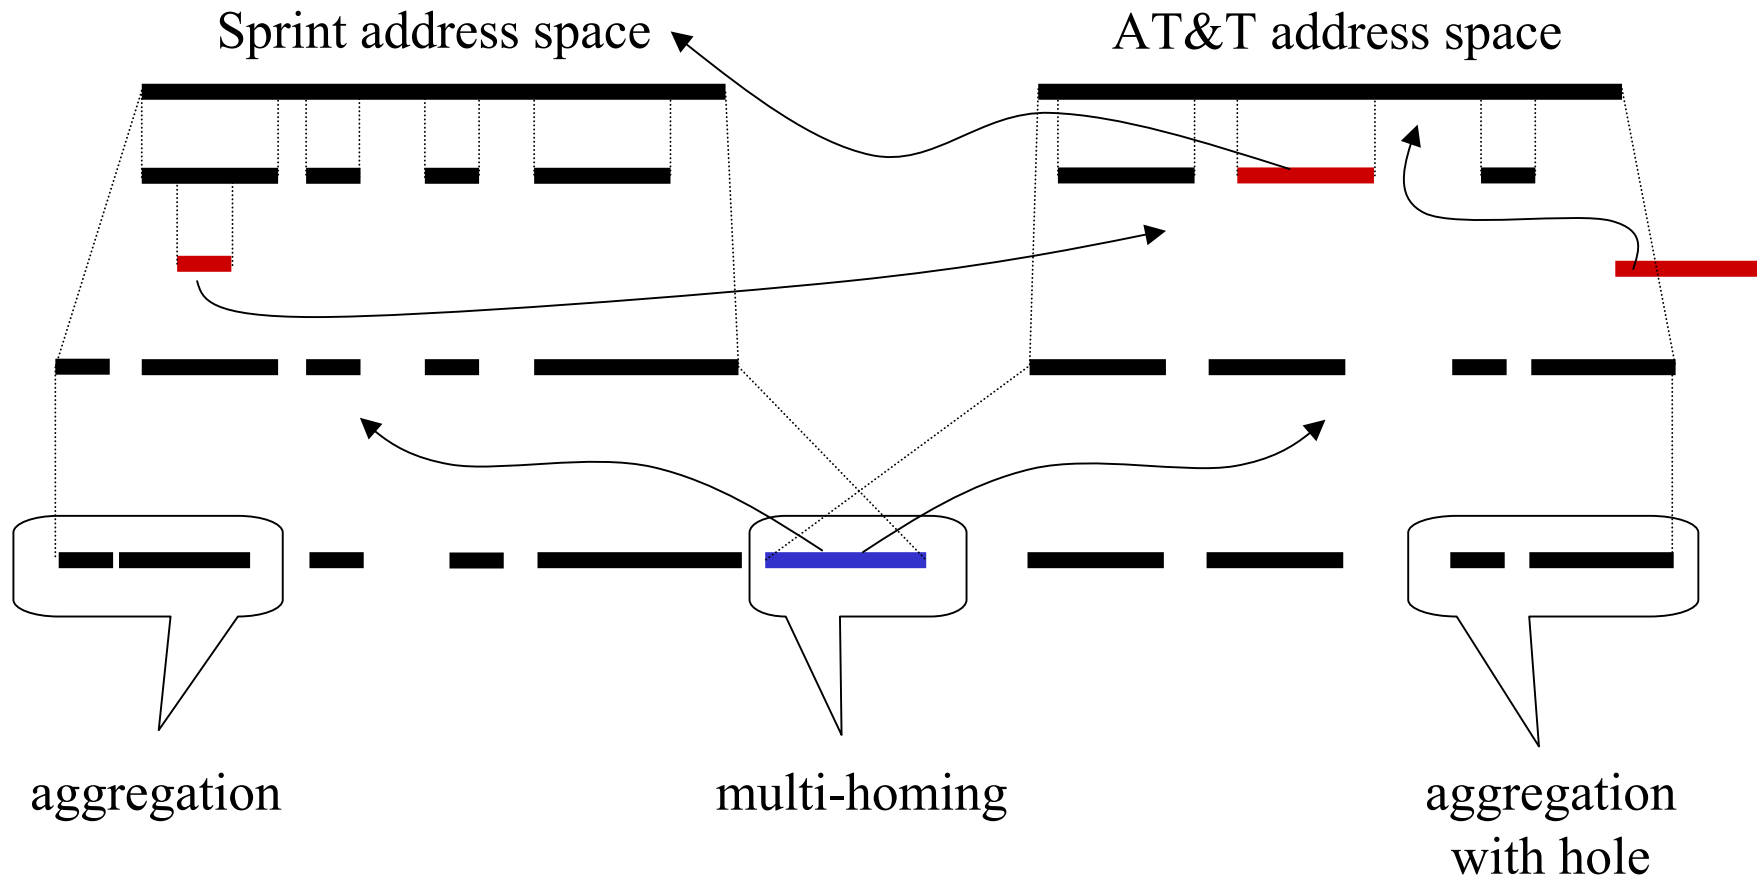 Sprint address space
AT&T address space
aggregation
multi-homing
aggregation
with hole